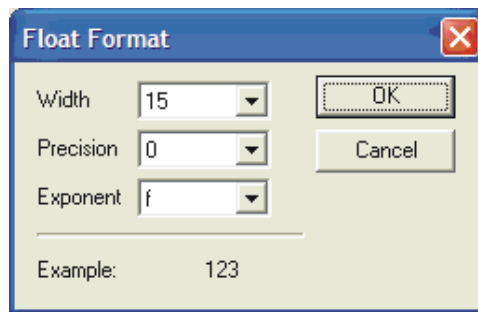 Float Format
Width 15 OK
Precision 0 Cancel
Exponent f
Example: 123